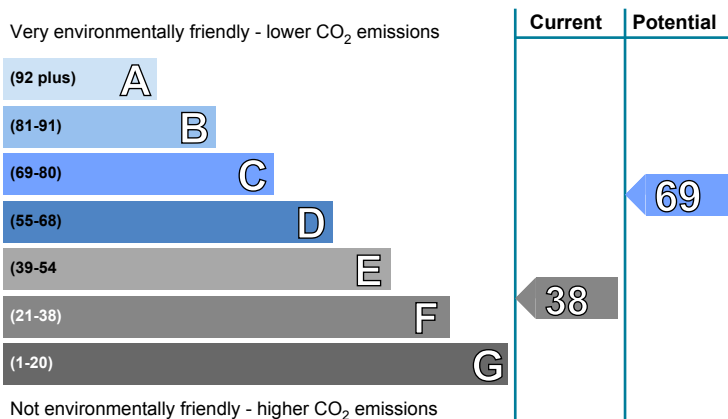 Current Potential
Very environmentally friendly - lower CO₂ emissions
(92 plus) A
(81-91) B
(69-80) C
69
(55-68) D
(39-54 E
38
(21-38) F
(1-20) G
Not environmentally friendly - higher CO₂ emissions